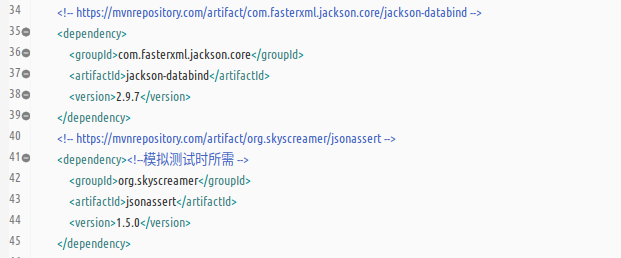 34 <!-- https://mvnrepository.com/artifact/com.fasterxml.jackson.core/jackson-databind -->
35 <dependency>
36 <groupId>com.fasterxml.jackson.core</groupId>
37 <artifactId>jackson-databind</artifactId>
38 <version>2.9.7</version>
39 </dependency>
40 <!-- https://mvnrepository.com/artifact/org.skyscreamer/jsonassert -->
41 <dependency><!--模拟测试时所需 -->
42 <groupId>org.skyscreamer</groupId>
43 <artifactId>jsonassert</artifactId>
44 <version>1.5.0</version>
45 </dependency>